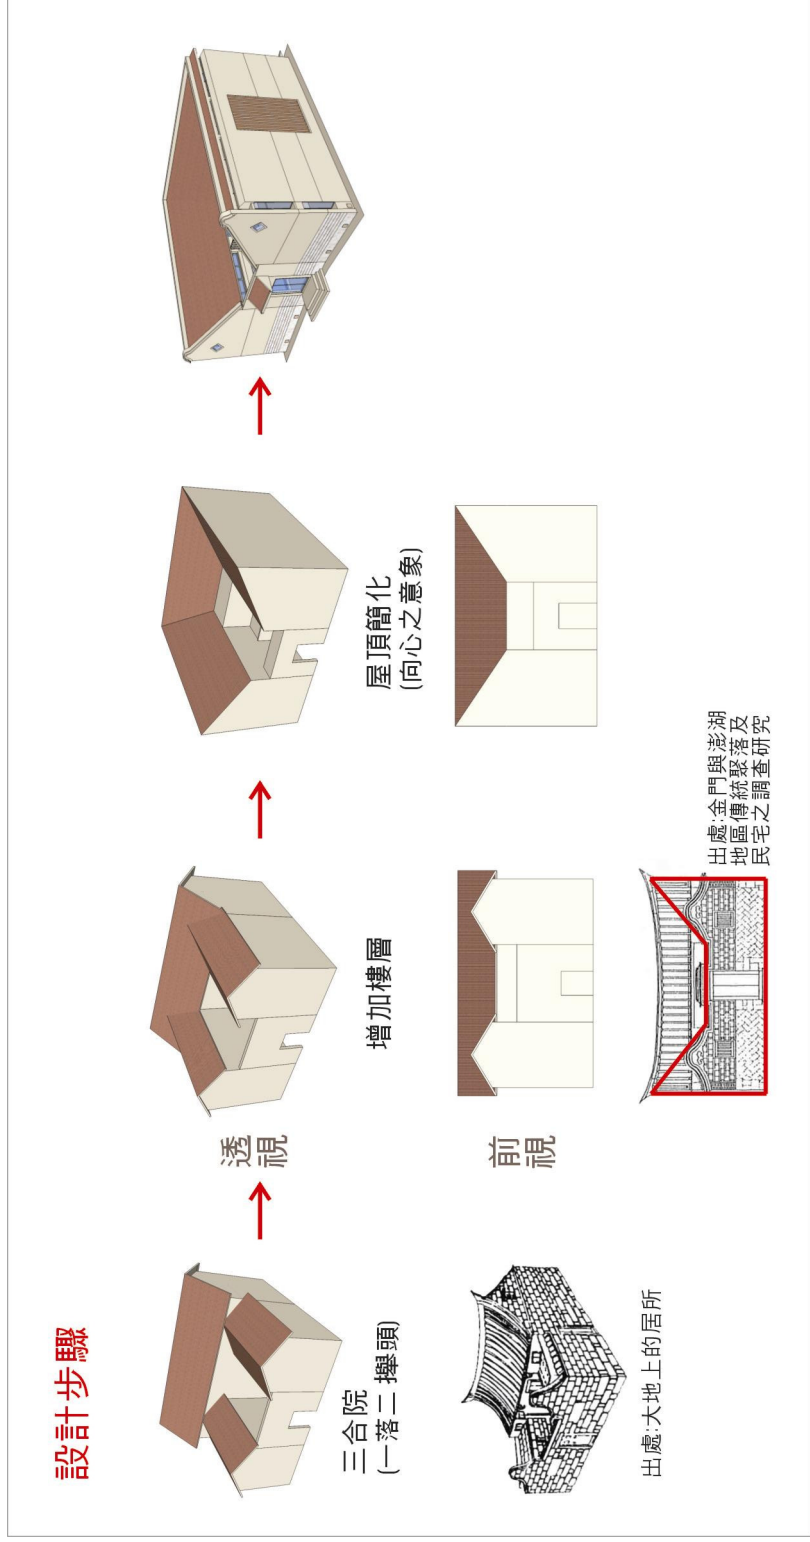 設計步驟
透視
前視
三合院
(一落二 攑頭)
增加樓層
屋頂簡化
(向心之意象)
出處:大地上的居所
出處:金門與澎湖
地區傳統聚落及
民宅之調查研究